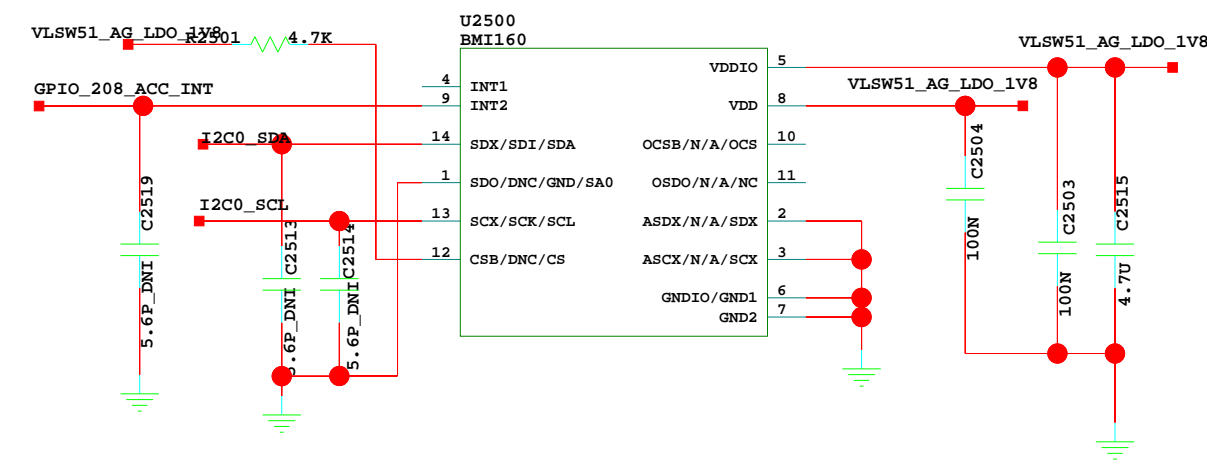 U2500
BMI160
VLSW51_AG_LDO_1V8
R2501 4.7K
VLSW51_AG_LDO_1V8
GPIO_208_ACC_INT
VLSW51_AG_LDO_1V8
I2C0_SDA
I2C0_SCL
4 INT1
9 INT2
14 SDX/SDI/SDA
1 SDO/DNC/GND/SA0
13 SCX/SCK/SCL
12 CSB/DNC/CS
VDDIO 5
VDD 8
OCSB/N/A/OCS 10
OSDO/N/A/NC 11
ASDX/N/A/SDX 2
ASCX/N/A/SCX 3
GNDIO/GND1 6
GND2 7
C2519
5.6P_DNI
C2513
5.6P_DNI
C2514
5.6P_DNI
C2504
100N
C2503
100N
C2515
4.7U